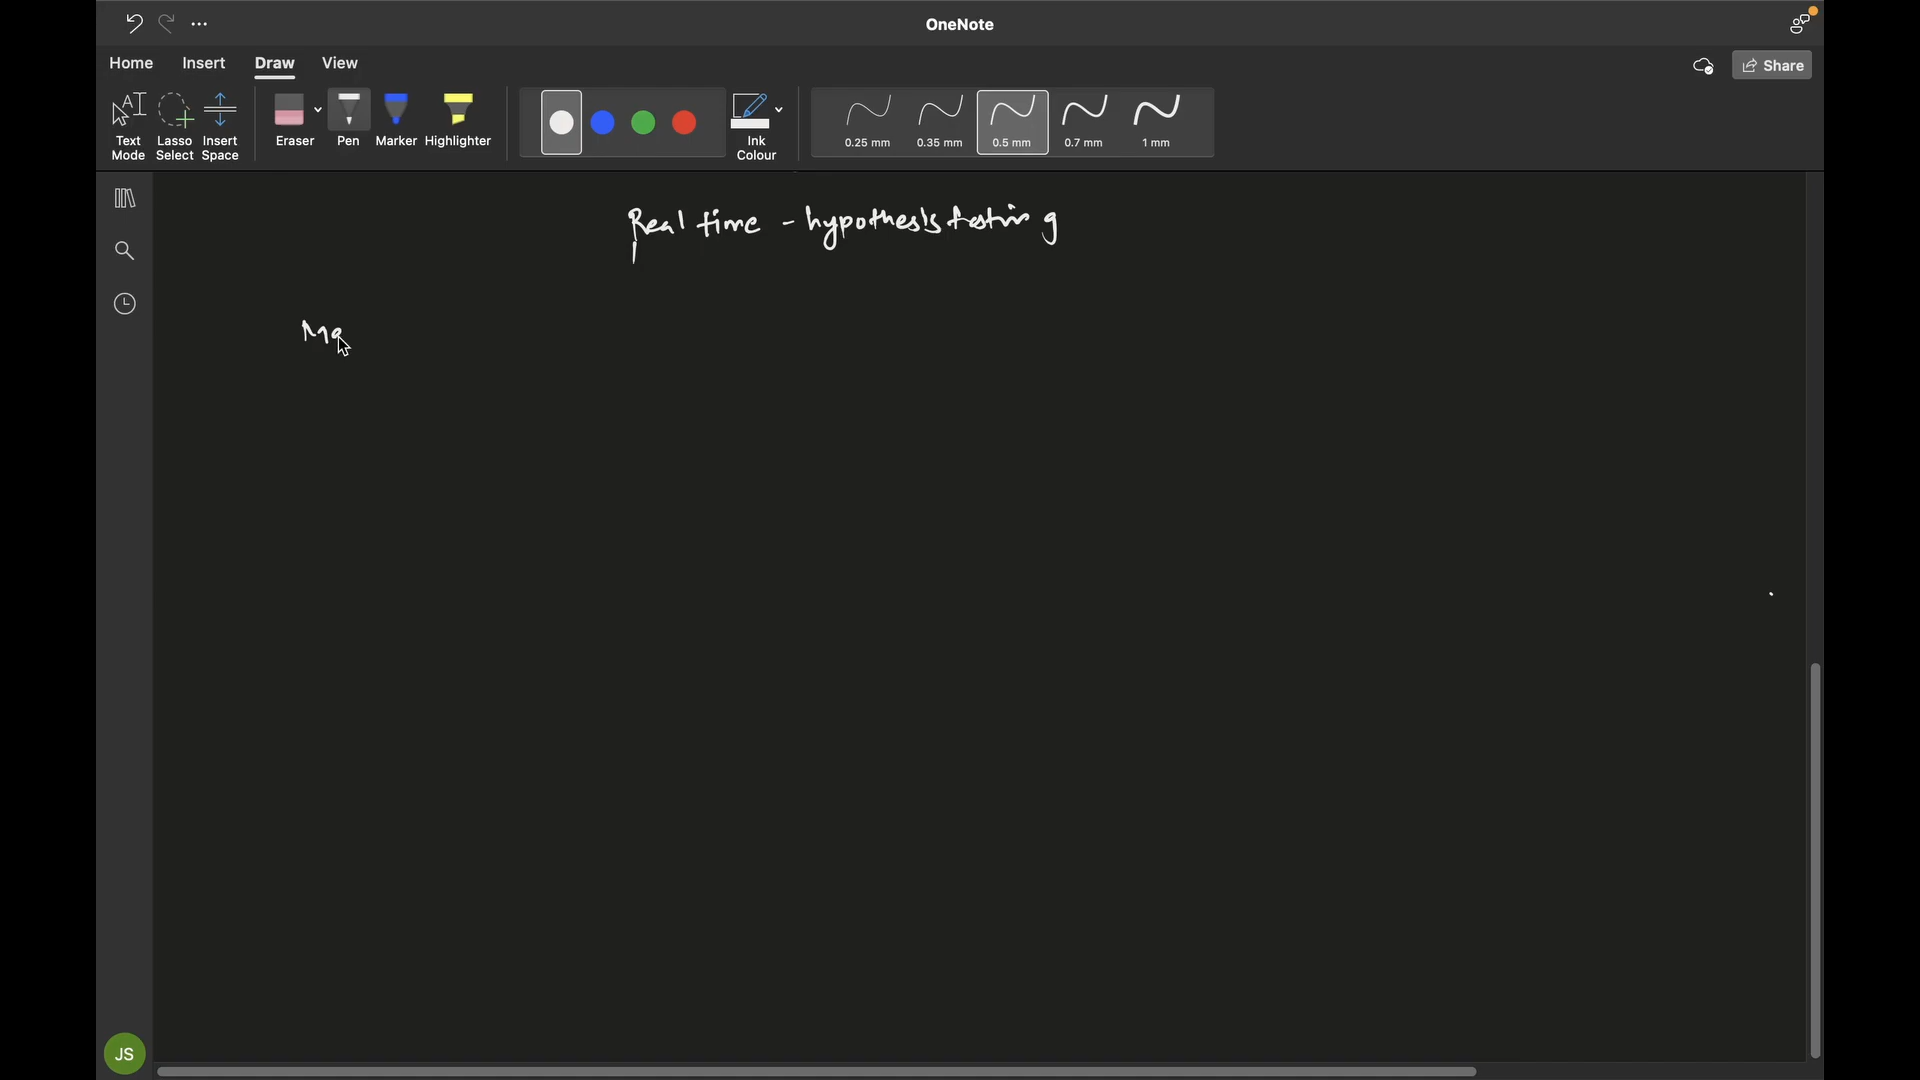 OneNote
Home Insert Draw View
Share
Text Mode
Lasso Select
Insert Space
Eraser
Pen
Marker
Highlighter
Ink Colour
0.25 mm
0.35 mm
0.5 mm
0.7 mm
1 mm
Real time - hypothesis testing
Ma
JS